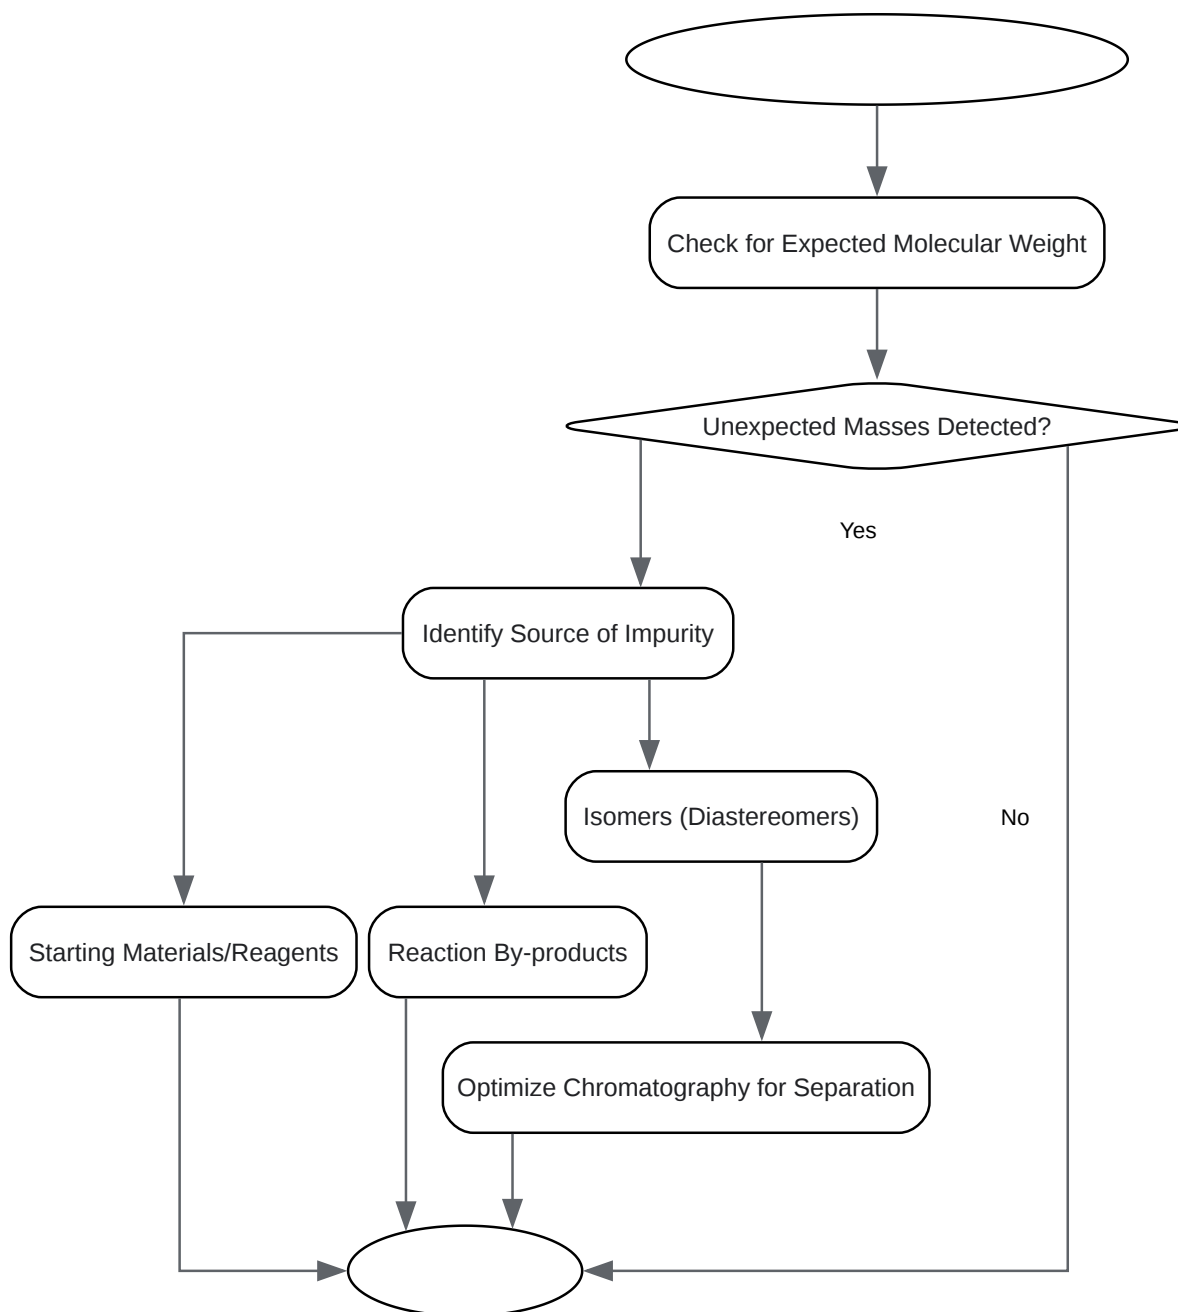 Check for Expected Molecular Weight
Unexpected Masses Detected?
Yes
Identify Source of Impurity
Isomers (Diastereomers)
No
Starting Materials/Reagents
Reaction By-products
Optimize Chromatography for Separation